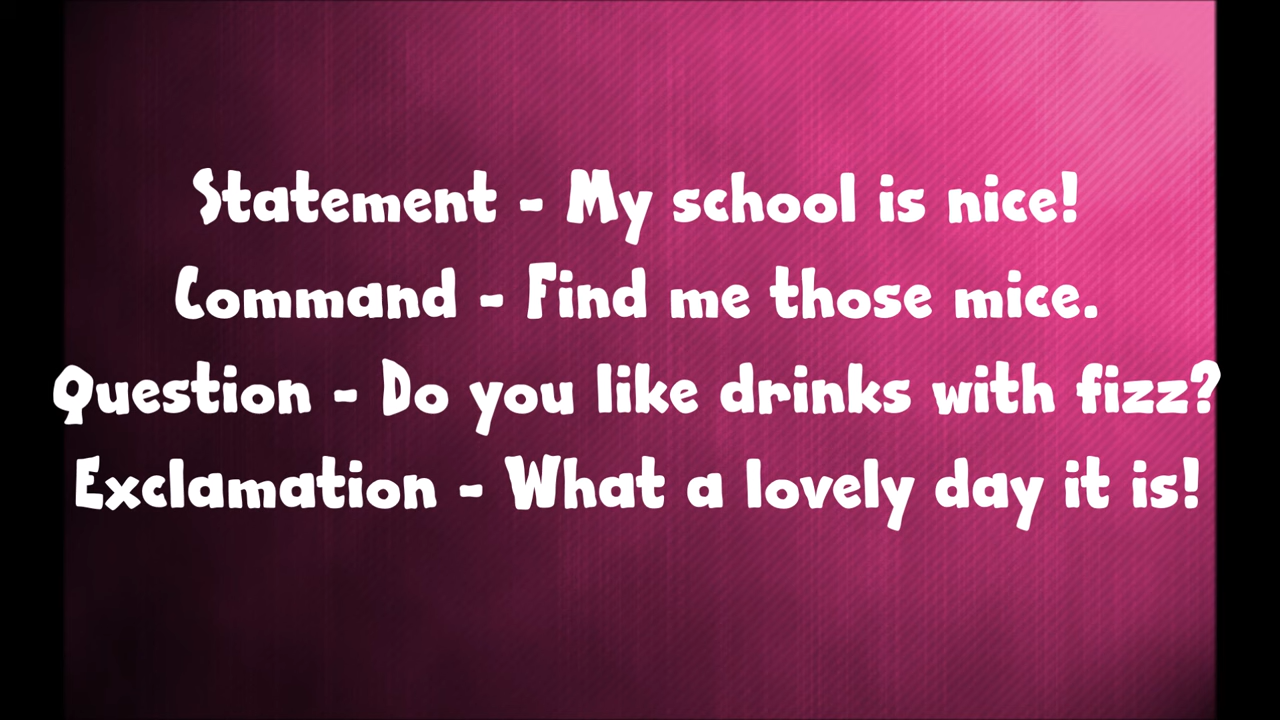 Statement - My school is nice!
Command - Find me those mice.
Question - Do you like drinks with fizz?
Exclamation - What a lovely day it is!